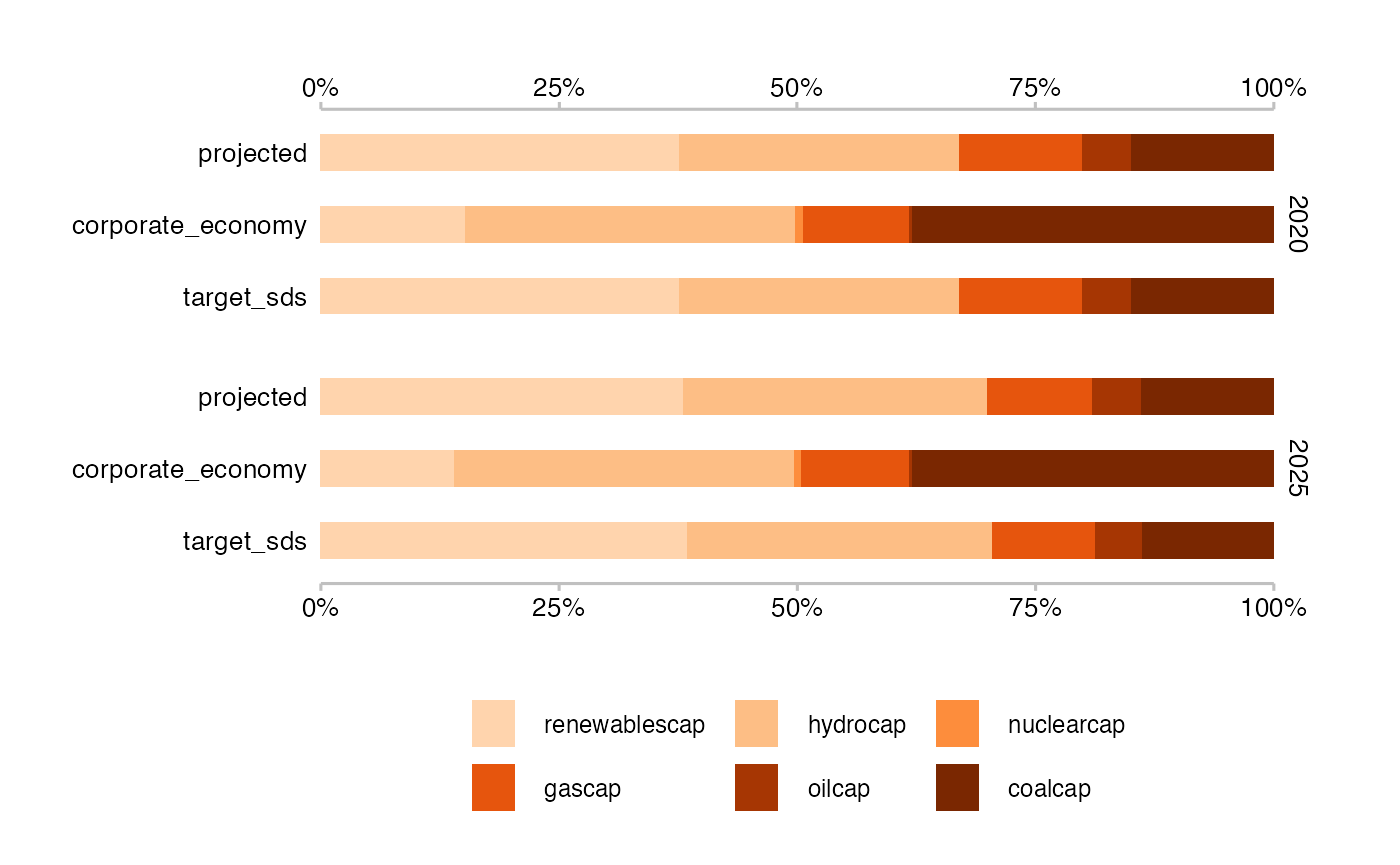 0% 25% 50% 75% 100%
projected
corporate_economy
2020
target_sds
projected
corporate_economy
2025
target_sds
0% 25% 50% 75% 100%
renewablescap hydrocap nuclearcap
gascap oilcap coalcap